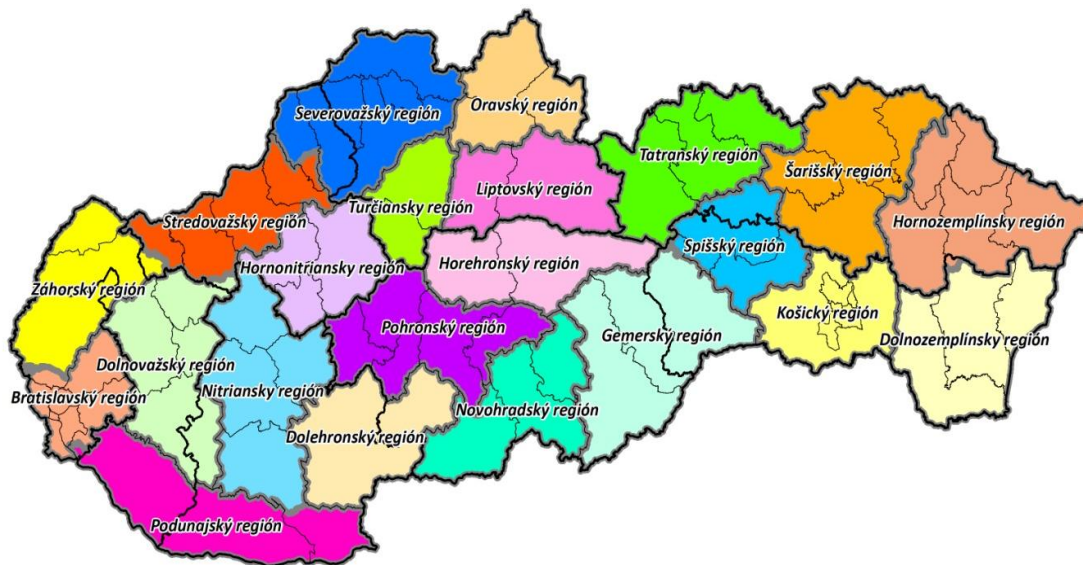 Severovažský región
Oravský región
Tatranský región
Šarišský región
Liptovský región
Turčiansky región
Stredovažský región
Hornozemplínsky región
Spišský región
Hornonitriansky región
Horehronský región
Záhorský región
Košický región
Pohronský región
Gemerský región
Dolnozemplínsky región
Dolnovažský región
Nitriansky región
Bratislavský región
Novohradský región
Dolehronský región
Podunajský región